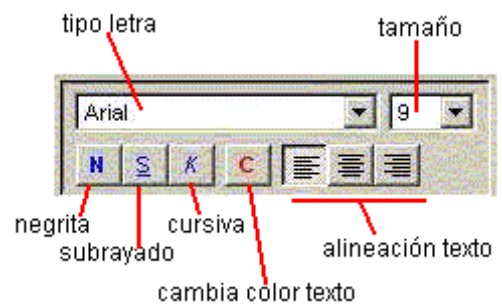 tipo letra
tamaño
Arial
9
N S K C
negrita
cursiva
subrayado
alineación texto
cambia color texto